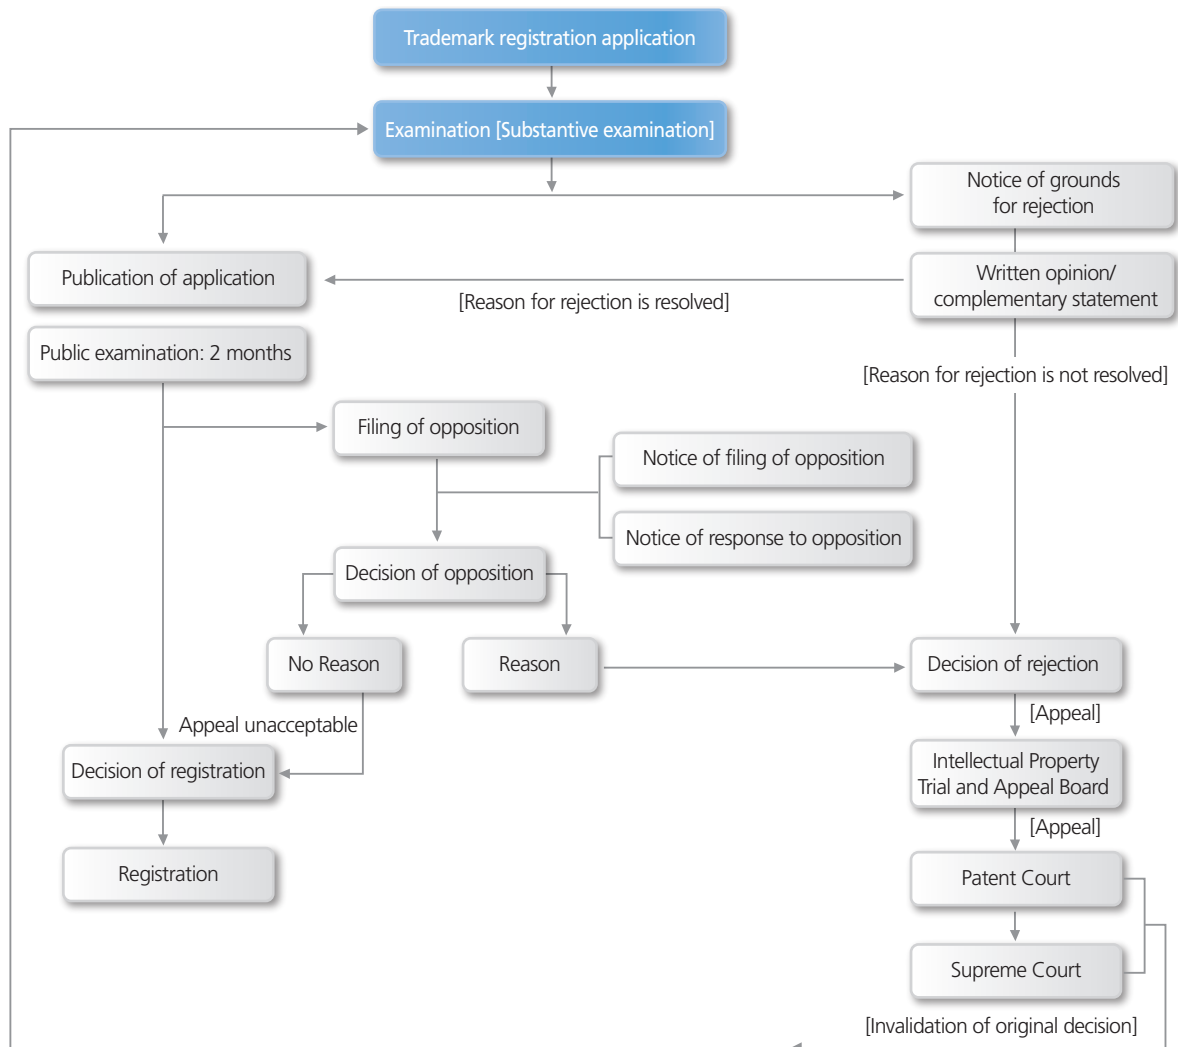 Trademark registration application
Examination [Substantive examination]
Notice of grounds
for rejection
Publication of application
Written opinion/
complementary statement
[Reason for rejection is resolved]
Public examination: 2 months
[Reason for rejection is not resolved]
Filing of opposition
Notice of filing of opposition
Notice of response to opposition
Decision of opposition
No Reason
Reason
Decision of rejection
Appeal unacceptable
[Appeal]
Decision of registration
Intellectual Property
Trial and Appeal Board
[Appeal]
Registration
Patent Court
Supreme Court
[Invalidation of original decision]